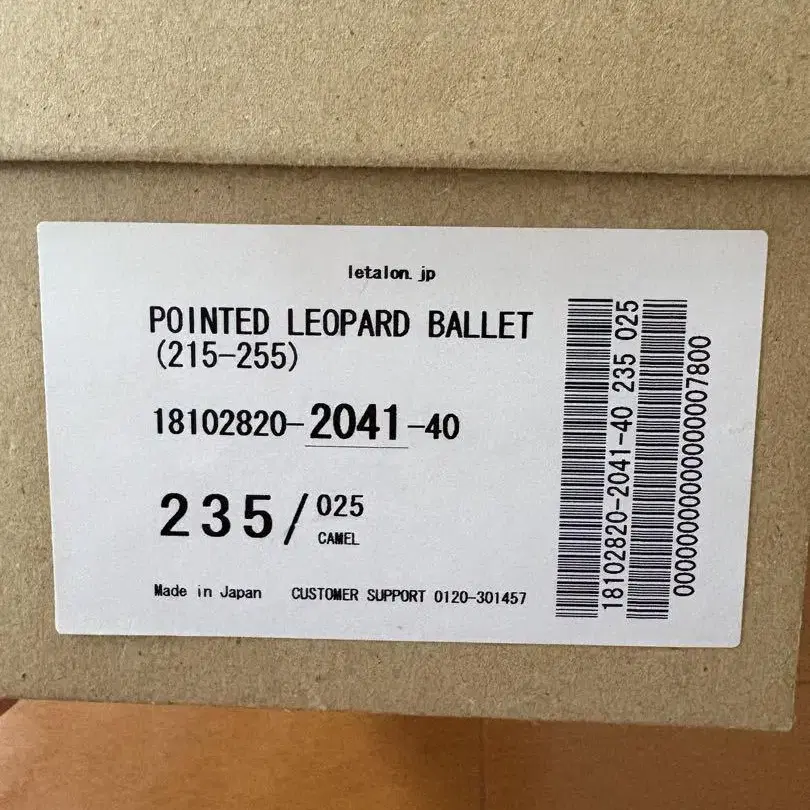 letalon.jp
POINTED LEOPARD BALLET
(215-255)
18102820-2041-40
235/025
CAMEL
Made in Japan CUSTOMER SUPPORT 0120-301457
18102820-2041-40 235 025
0000000000000000007800